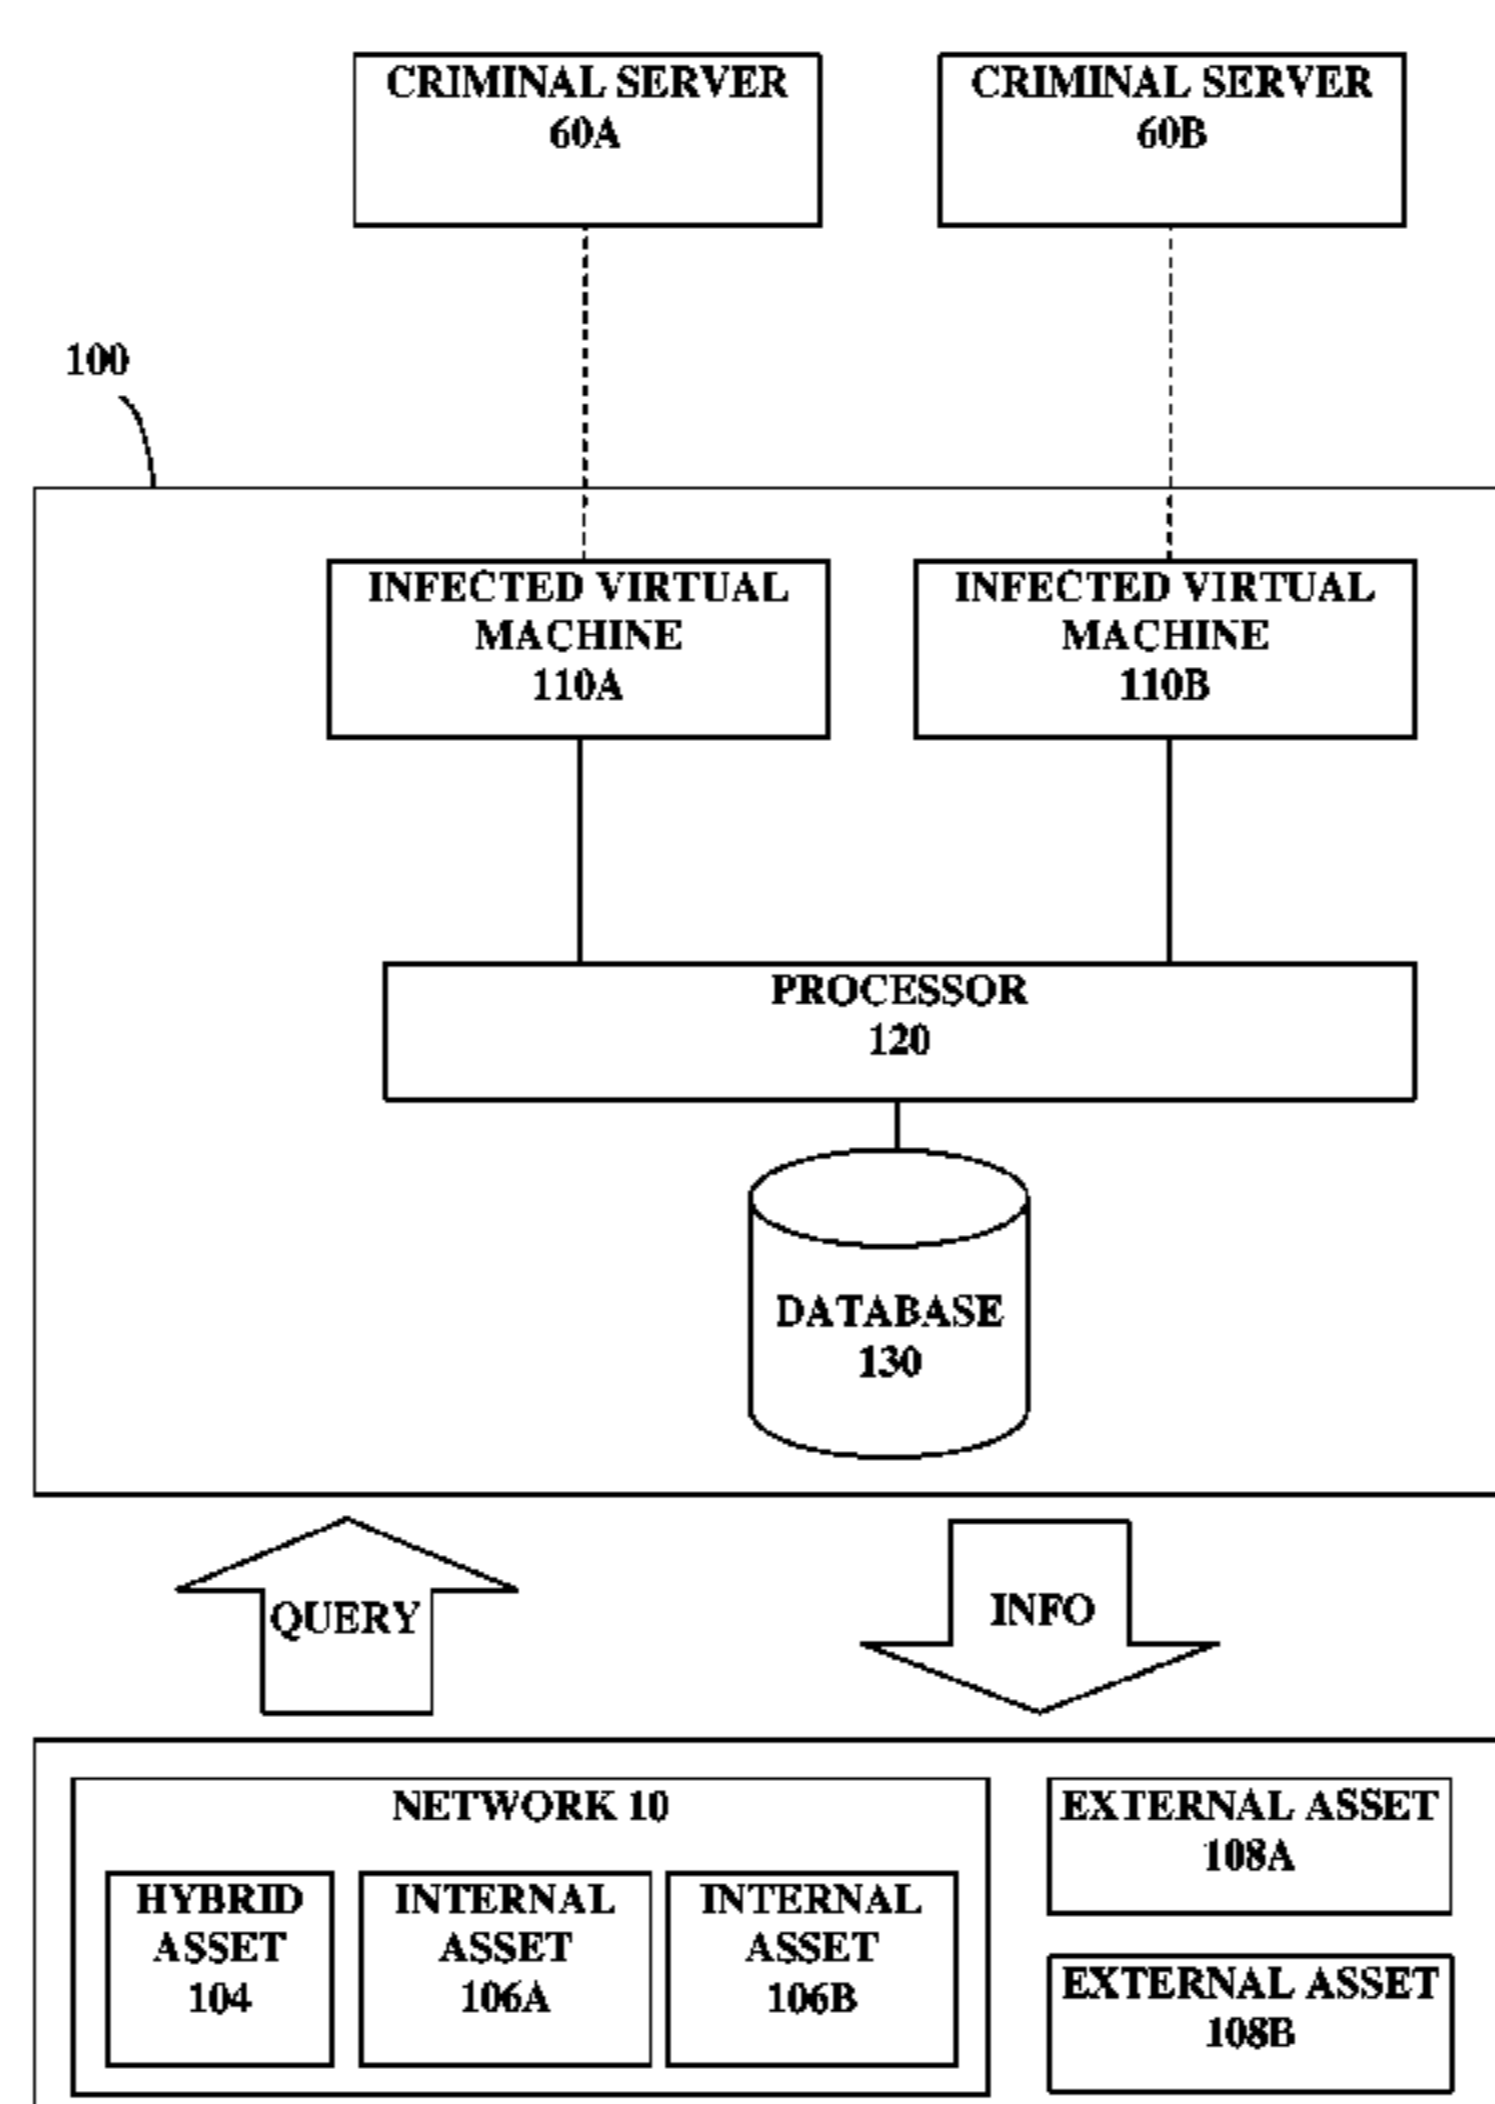 CRIMINAL SERVER
60A
CRIMINAL SERVER
60B
100
INFECTED VIRTUAL
MACHINE
110A
INFECTED VIRTUAL
MACHINE
110B
PROCESSOR
120
DATABASE
130
QUERY
INFO
NETWORK 10
HYBRID
ASSET
104
INTERNAL
ASSET
106A
INTERNAL
ASSET
106B
EXTERNAL ASSET
108A
EXTERNAL ASSET
108B